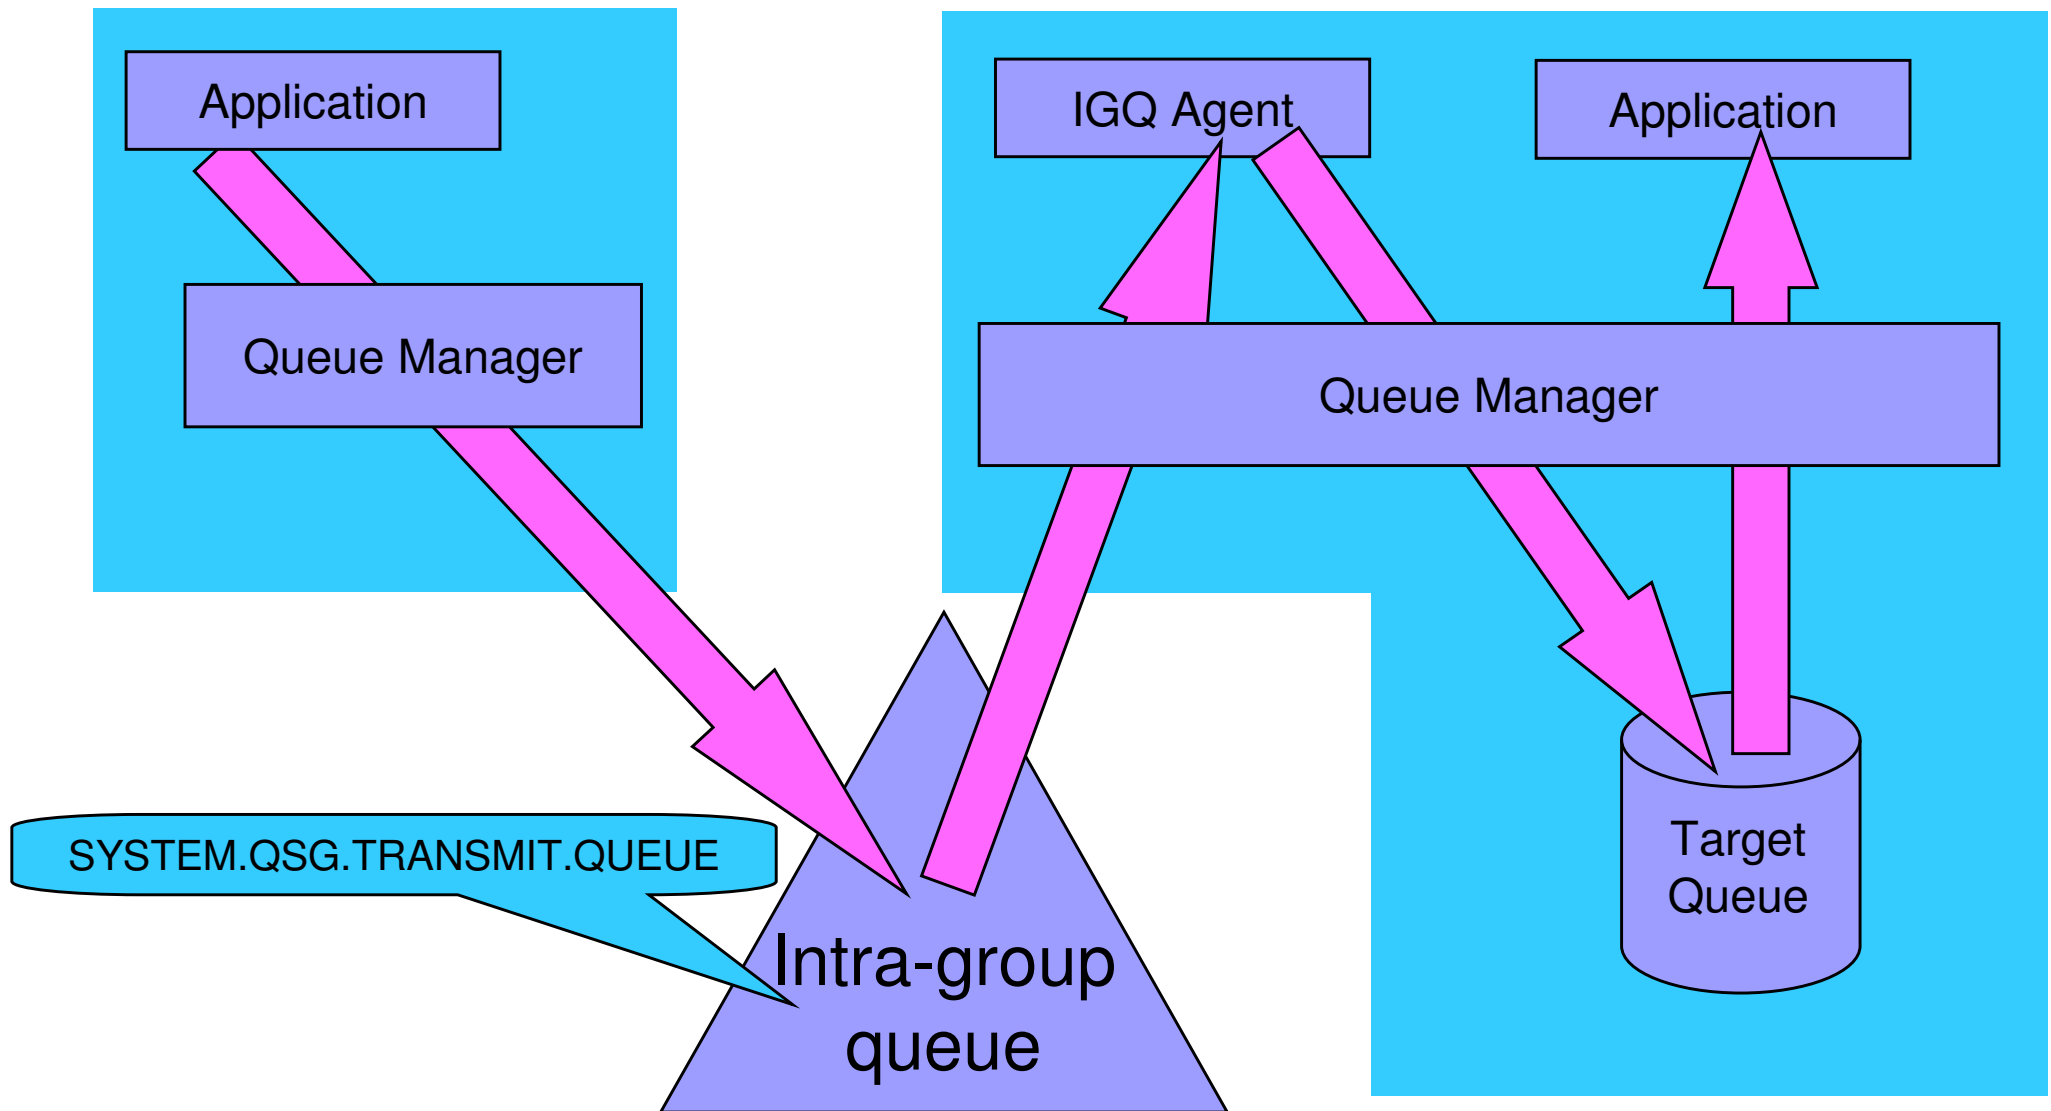 Application
IGQ Agent
Application
Queue Manager
Queue Manager
SYSTEM.QSG.TRANSMIT.QUEUE
Target
Queue
Intra-group
queue